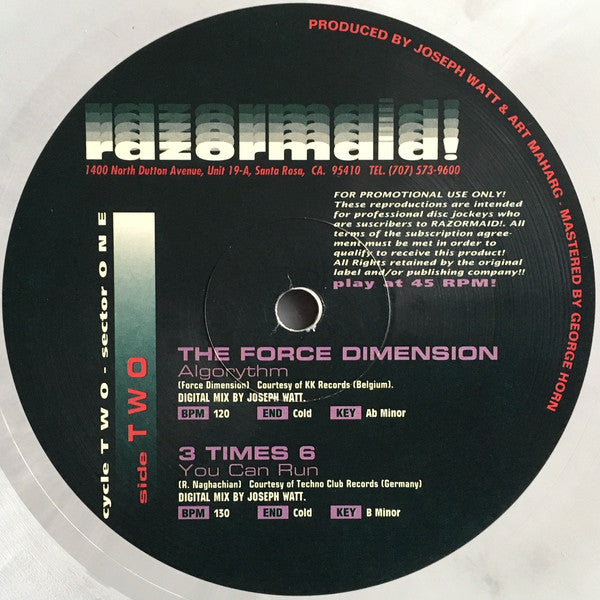 PRODUCED BY JOSEPH WATT & ART MAHARG · MASTERED BY GEORGE HORN
razormaid!
1400 North Dutton Avenue, Unit 19-A, Santa Rosa, CA. 95410 TEL. (707) 573-9600
FOR PROMOTIONAL USE ONLY!
These reproductions are intended
for professional disc jockeys who
are suscribers to RAZORMAID!. All
terms of the subscription agree-
ment must be met in order to
qualify to receive this product!
All Rights retained by the original
label and/or publishing company!!
play at 45 RPM!
cycle TWO - sector ONE
side TWO
THE FORCE DIMENSION
Algorythm
(Force Dimension) Courtesy of KK Records (Belgium).
DIGITAL MIX BY JOSEPH WATT.
BPM 120 END Cold KEY Ab Minor
3 TIMES 6
You Can Run
(R. Naghachian) Courtesy of Techno Club Records (Germany)
DIGITAL MIX BY JOSEPH WATT.
BPM 130 END Cold KEY B Minor